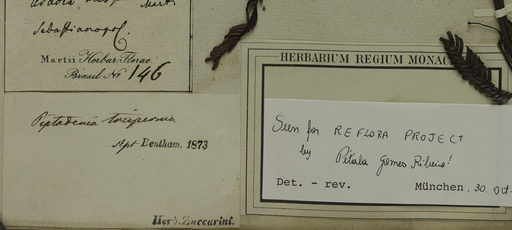 Sebastianopol.
Martii Herbar. Florae
Brasil. No 146
Piptadenia
Apt Bentham. 1873
Herb. Zuccarini.
HERBARIUM REGIUM MONAC
Seen for REFLORA PROJECT
by Pétala Gomes Ribeiro!
Det. - rev. München, 30. Oct.